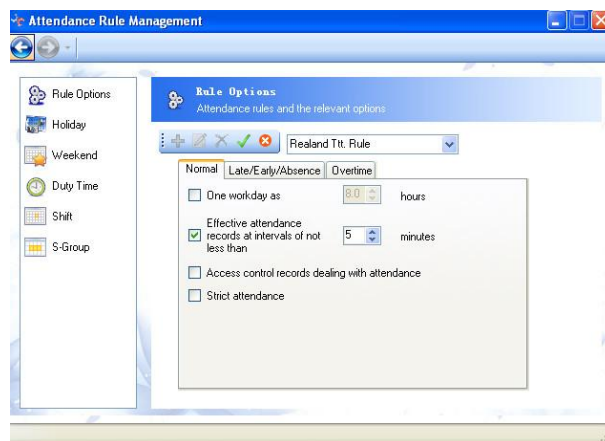 Attendance Rule Management
Rule Options
Holiday
Weekend
Duty Time
Shift
S-Group
Rule Options
Attendance rules and the relevant options
Realand Ttt. Rule
Normal Late/Early/Absence Overtime
One workday as 8.0 hours
Effective attendance
records at intervals of not 5 minutes
less than
Access control records dealing with attendance
Strict attendance